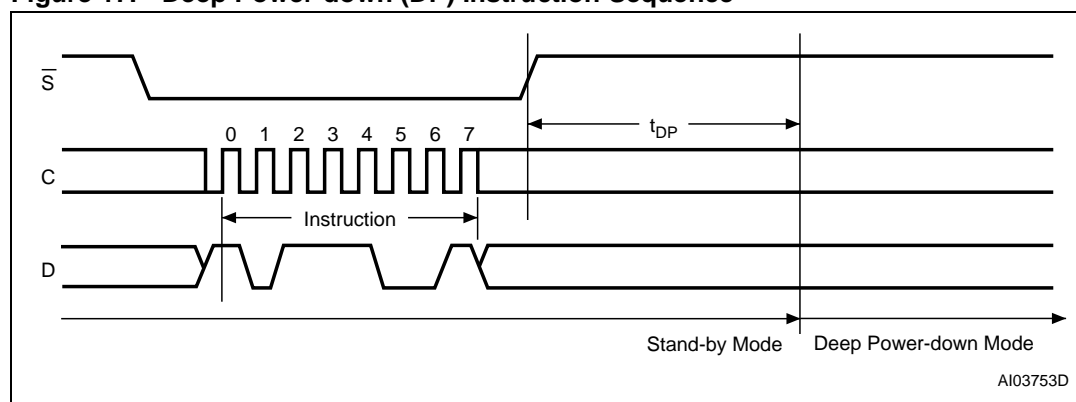 Figure 17. Deep Power-down (DP) Instruction Sequence
S
tDP
0 1 2 3 4 5 6 7
C
Instruction
D
Stand-by Mode Deep Power-down Mode
AI03753D